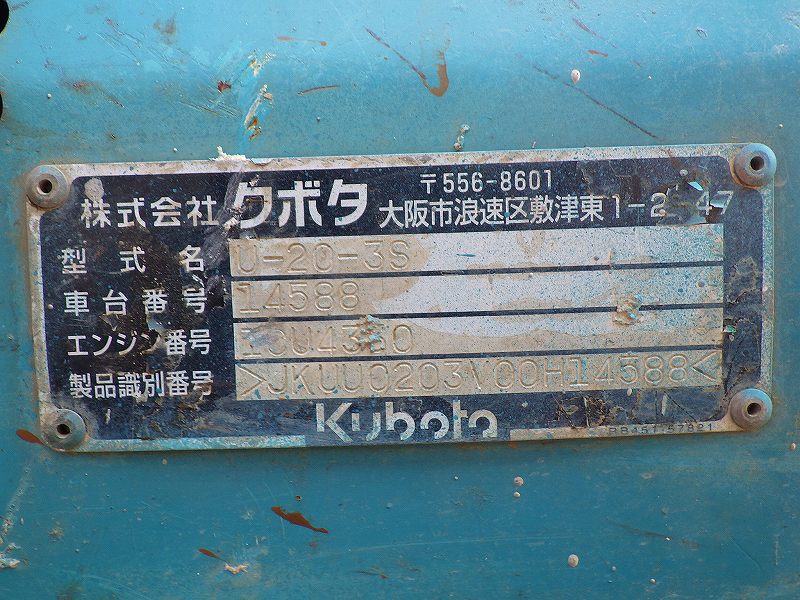 〒556-8601
株式会社 クボタ 大阪市浪速区敷津東1-2-47
型式名 U-20-3S
車台番号 14588
エンジン番号
製品識別番号 >JKUU0203V00H14588<
Kubota